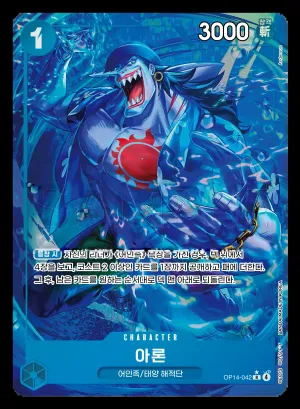 1
3000
참격
斬
등장 시 자신의 리더가 《어인족》 특징을 가진 경우, 덱 위에서
4장을 보고, 코스트 2 이상인 카드를 1장까지 공개하고 패에 더한다.
그 후, 남은 카드를 원하는 순서대로 덱 맨 아래로 되돌린다.
CHARACTER
아론
어인족/태양 해적단
OP14-042